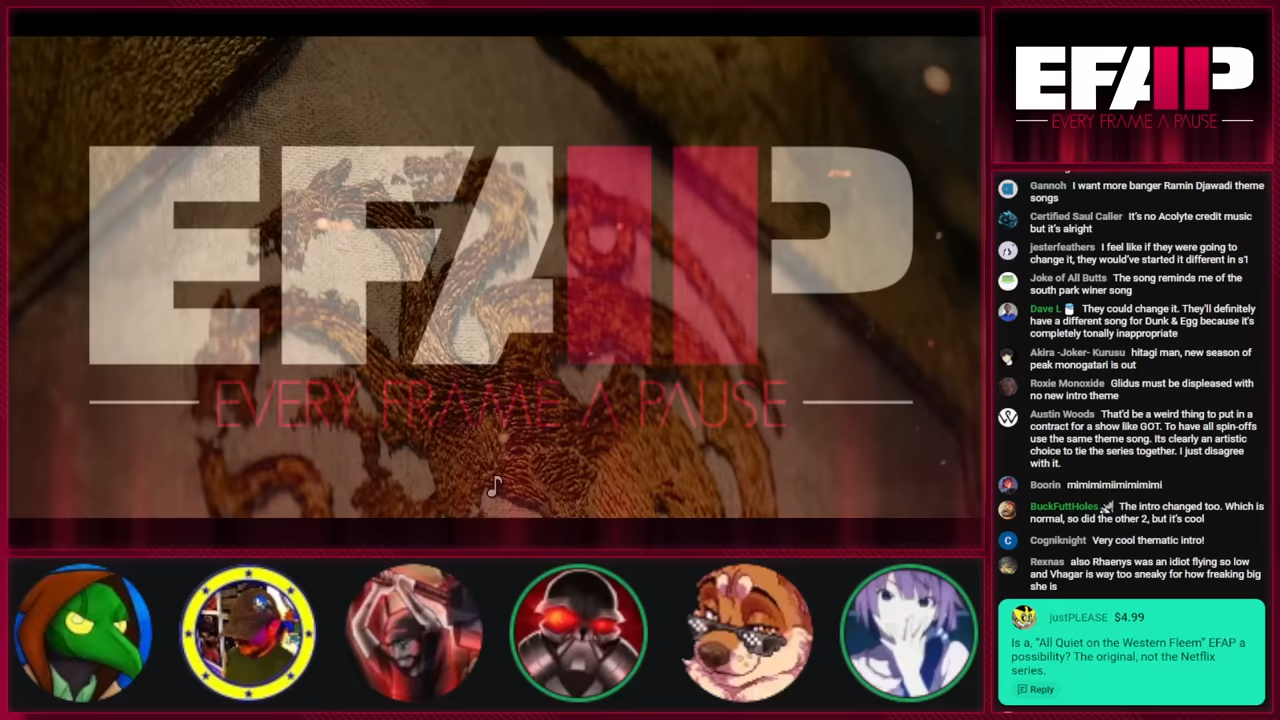 EFAP
EVERY FRAME A PAUSE
EFAP
EVERY FRAME A PAUSE
Gannoh I want more banger Ramin Djawadi theme
songs
Certified Saul Caller It's no Acolyte credit music
but it's alright
jesterfeathers I feel like if they were going to
change it, they would've started it different in s1
Joke of All Butts The song reminds me of the
south park winer song
Dave L They could change it. They'll definitely
have a different song for Dunk & Egg because it's
completely tonally inappropriate
Akira -Joker- Kurusu hitagi man, new season of
peak monogatari is out
Roxie Monoxide Glidus must be displeased with
no new intro theme
Austin Woods That'd be a weird thing to put in a
contract for a show like GOT. To have all spin-offs
use the same theme song. Its clearly an artistic
choice to tie the series together. I just disagree
with it.
Boorin mimimimiimimimimi
BuckFuttHoles The intro changed too. Which is
normal, so did the other 2, but it's cool
Cogniknight Very cool thematic intro!
Rexnas also Rhaenys was an idiot flying so low
and Vhagar is way too sneaky for how freaking big
she is
justPLEASE $4.99
Is a, "All Quiet on the Western Fleem" EFAP a
possibility? The original, not the Netflix
series.
Reply